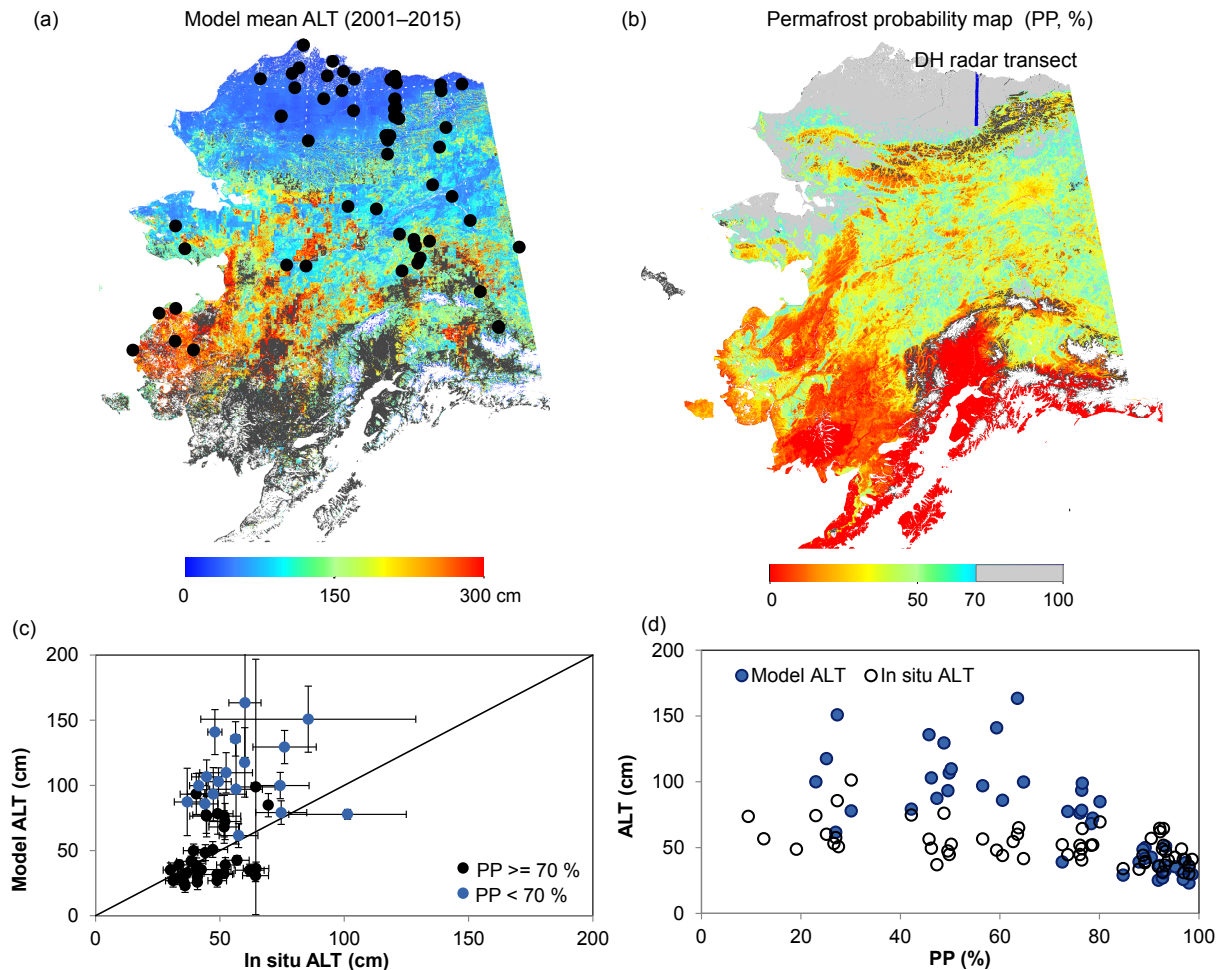 (a) Model mean ALT (2001–2015)
(b) Permafrost probability map (PP, %)
DH radar transect
0 150 300 cm
0 50 70 100
(c)
200
150
100
50
0
Model ALT (cm)
PP >= 70 %
PP < 70 %
0 50 100 150 200
In situ ALT (cm)
(d)
200
150
100
50
0
ALT (cm)
Model ALT In situ ALT
0 20 40 60 80 100
PP (%)